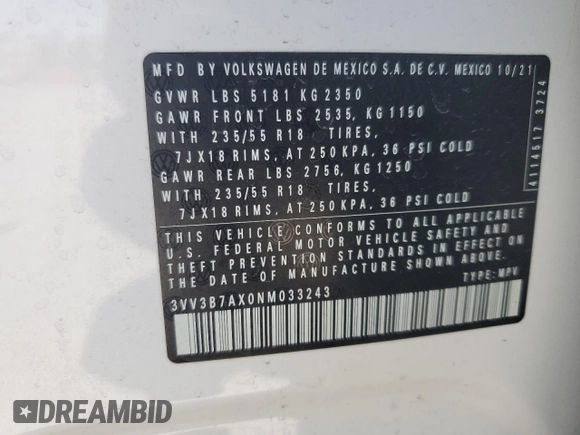 MFD BY VOLKSWAGEN DE MEXICO S.A. DE C.V. MEXICO 10/21
GVWR LBS 5181 KG 2350
GAWR FRONT LBS 2535, KG 1150
WITH 235/55 R18 TIRES,
7JX18 RIMS, AT 250 KPA, 36 PSI COLD
GAWR REAR LBS 2756, KG 1250
WITH 235/55 R18 TIRES,
7JX18 RIMS, AT 250 KPA, 36 PSI COLD
THIS VEHICLE CONFORMS TO ALL APPLICABLE
U.S. FEDERAL MOTOR VEHICLE SAFETY AND
THEFT PREVENTION STANDARDS IN EFFECT ON
THE DATE OF MANUFACTURE SHOWN ABOVE.
3VV3B7AX0NM033243 TYPE: MPV
4114517 3724
DREAMBID